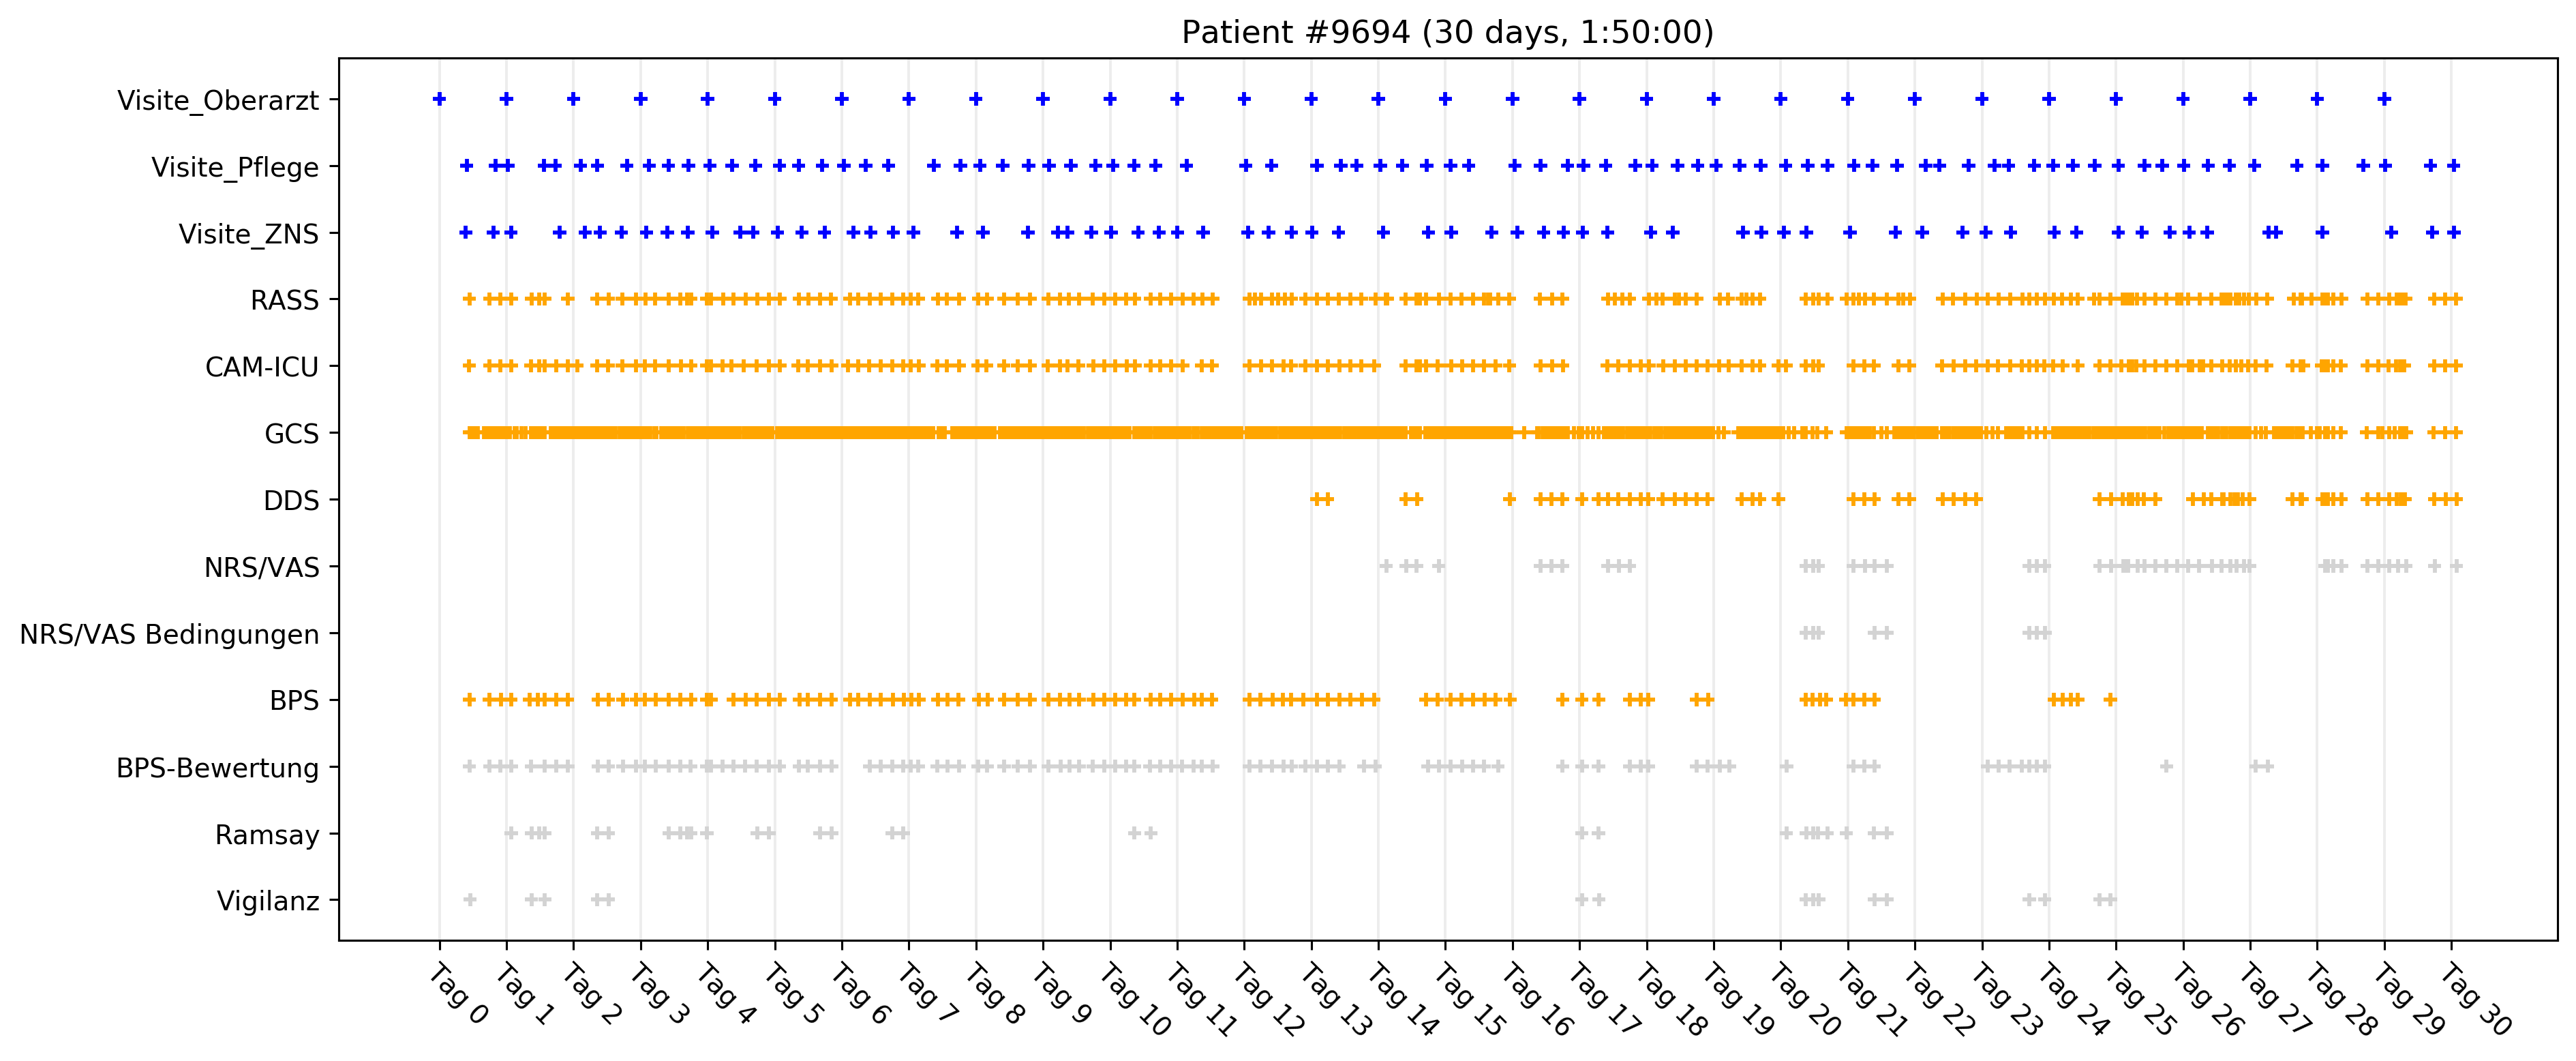 Patient #9694 (30 days, 1:50:00)
Visite_Oberarzt
Visite_Pflege
Visite_ZNS
RASS
CAM-ICU
GCS
DDS
NRS/VAS
NRS/VAS Bedingungen
BPS
BPS-Bewertung
Ramsay
Vigilanz
Tag 0
Tag 1
Tag 2
Tag 3
Tag 4
Tag 5
Tag 6
Tag 7
Tag 8
Tag 9
Tag 10
Tag 11
Tag 12
Tag 13
Tag 14
Tag 15
Tag 16
Tag 17
Tag 18
Tag 19
Tag 20
Tag 21
Tag 22
Tag 23
Tag 24
Tag 25
Tag 26
Tag 27
Tag 28
Tag 29
Tag 30